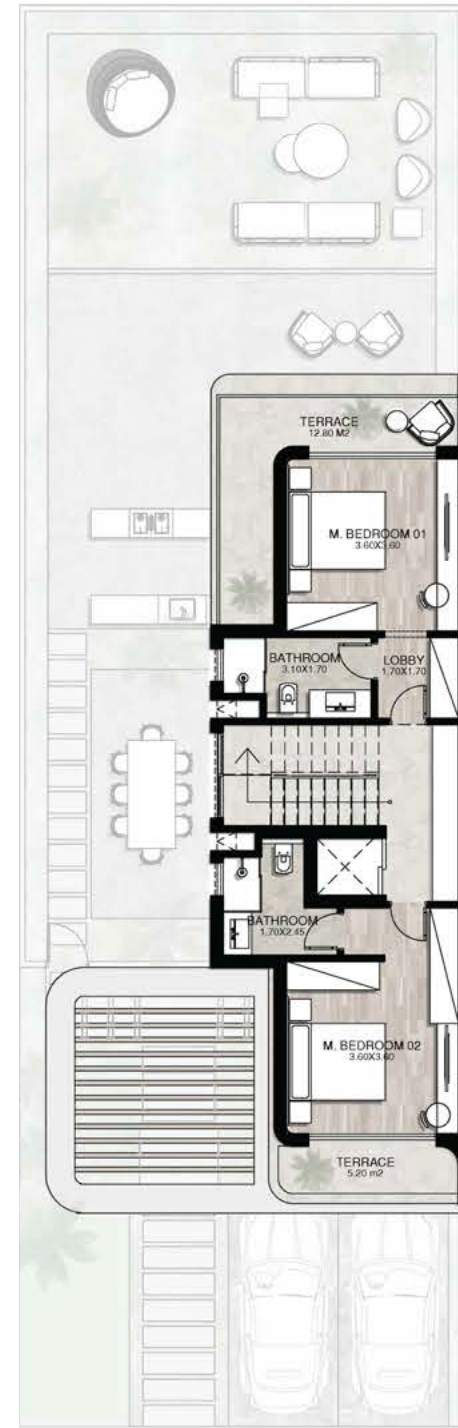 TERRACE
12.80 M2
M. BEDROOM 01
3.60X3.60
BATHROOM
3.10X1.70
LOBBY
1.70X1.70
BATHROOM
1.70X2.45
M. BEDROOM 02
3.60X3.60
TERRACE
5.20 m2